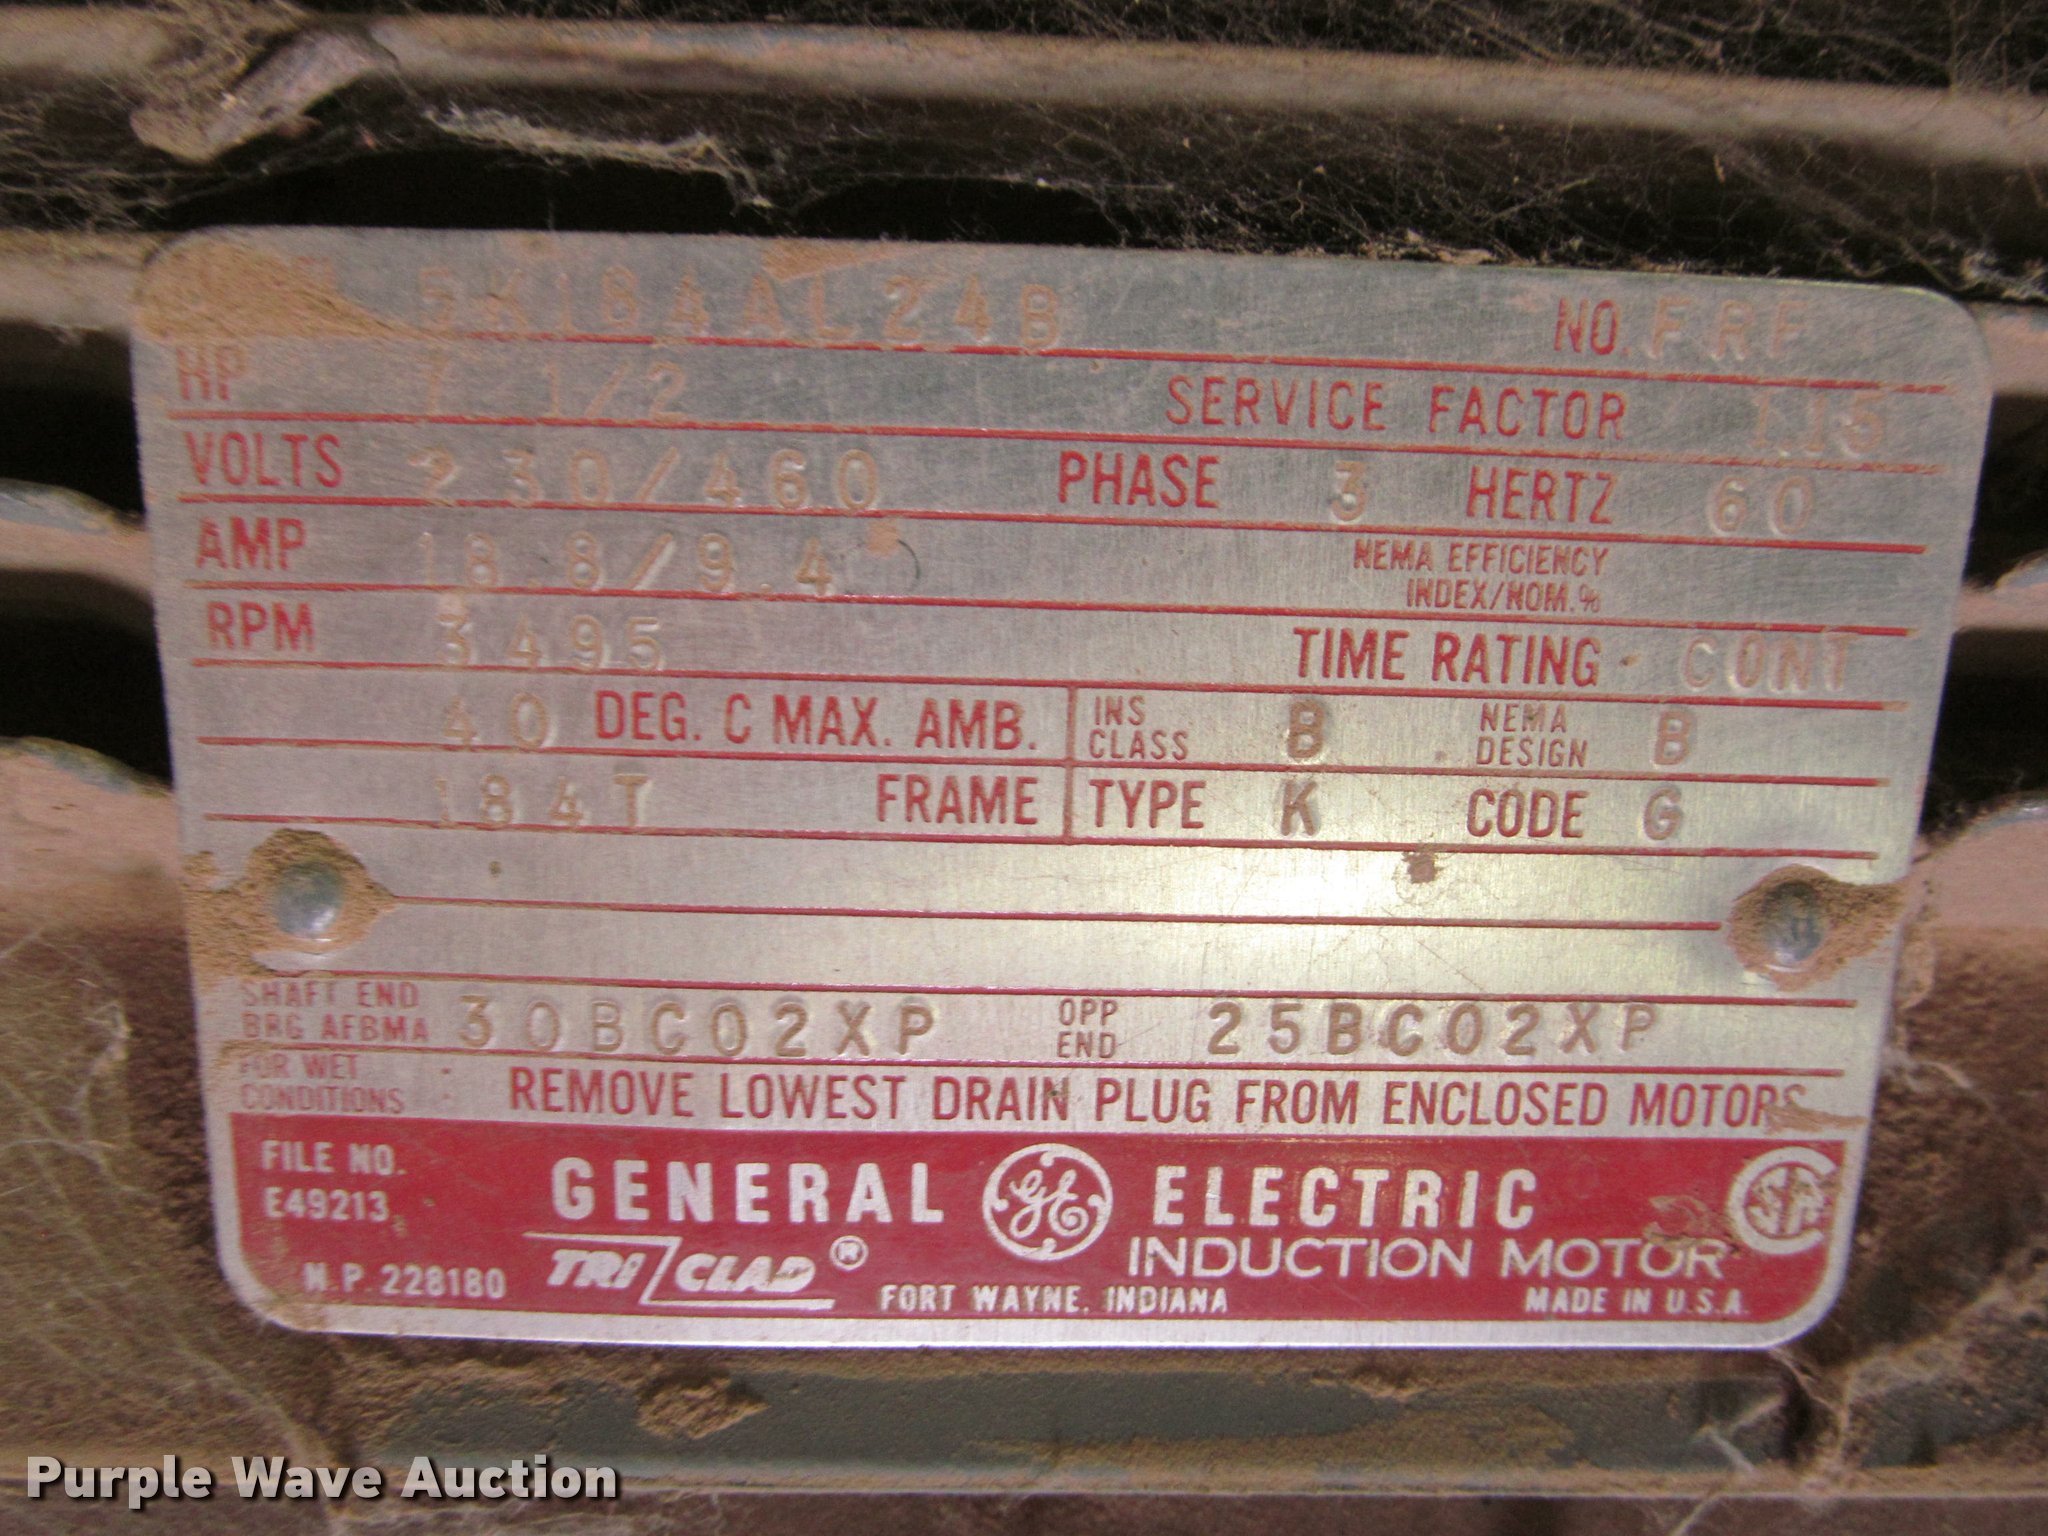 5K184AL24B NO. FRF
HP 7 1/2 SERVICE FACTOR 1.15
VOLTS 230/460 PHASE 3 HERTZ 60
AMP 18.8/9.4 NEMA EFFICIENCY
INDEX/NOM.%
RPM 3495 TIME RATING CONT
40 DEG. C MAX. AMB. INS CLASS B NEMA DESIGN B
184T FRAME TYPE K CODE G
SHAFT END
BRG AFBMA 30BC02XP OPP END 25BC02XP
FOR WET
CONDITIONS : REMOVE LOWEST DRAIN PLUG FROM ENCLOSED MOTORS
FILE NO.
E49213
GENERAL GE ELECTRIC
N.P. 228180 TRI CLAD ® INDUCTION MOTOR
FORT WAYNE, INDIANA MADE IN U.S.A.
Purple Wave Auction